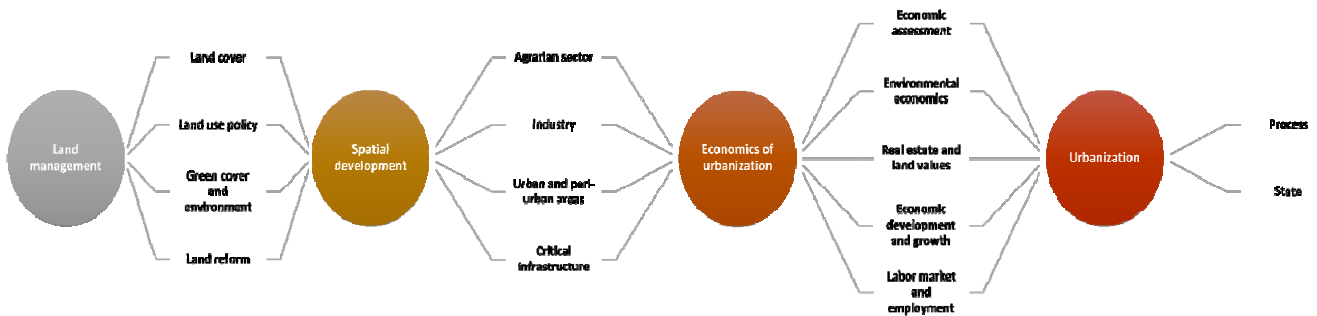 Land
management
Land cover
Land use policy
Green cover
and
environment
Land reform
Spatial
development
Agrarian sector
Industry
Urban and peri-
urban areas
Critical
infrastructure
Economics of
urbanization
Economic
assessment
Environmental
economics
Real estate and
land values
Economic
development
and growth
Labor market
and
employment
Urbanization
Process
State